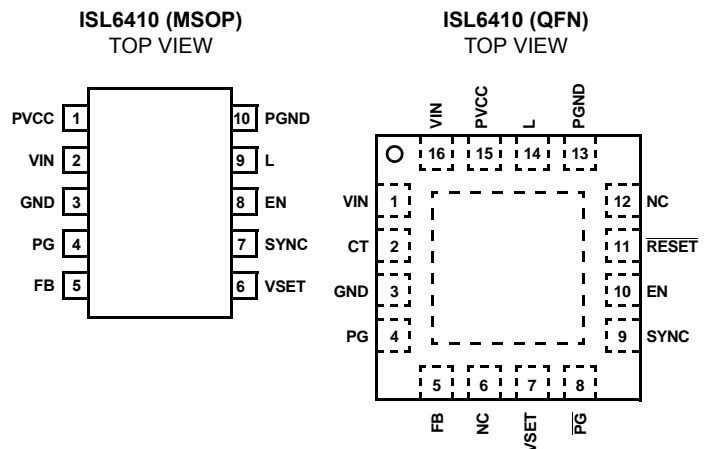 ISL6410 (MSOP)
TOP VIEW
PVCC 1
VIN 2
GND 3
PG 4
FB 5
10 PGND
9 L
8 EN
7 SYNC
6 VSET
ISL6410 (QFN)
TOP VIEW
VIN PVCC L PGND
16 15 14 13
VIN 1
CT 2
GND 3
PG 4
12 NC
11 R̅E̅S̅E̅T̅
10 EN
9 SYNC
5 6 7 8
FB NC VSET P̅G̅